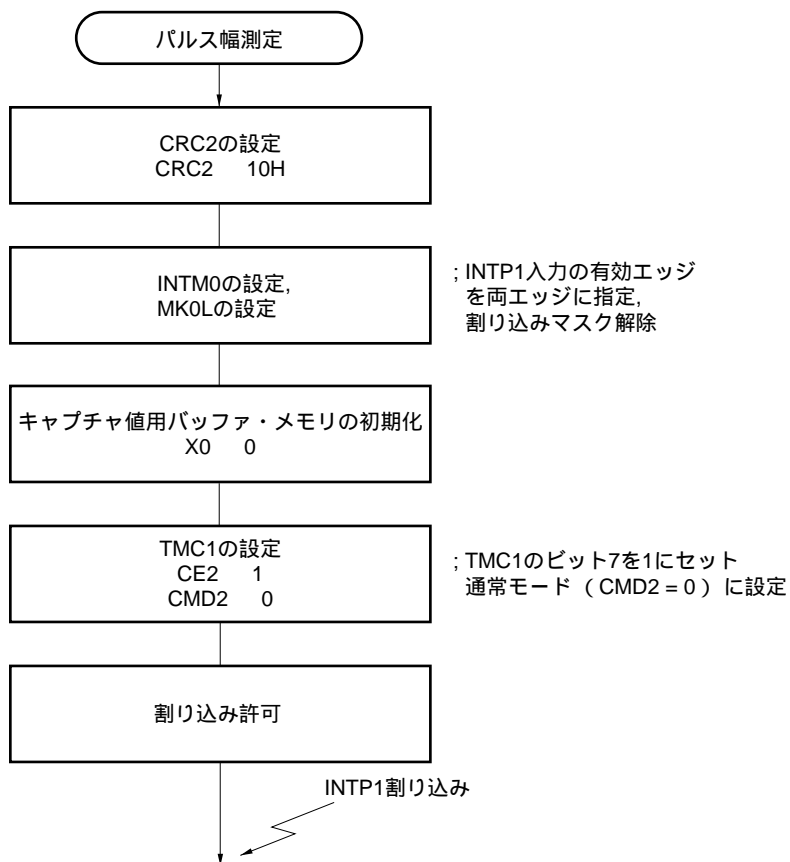 パルス幅測定
CRC2の設定
CRC2 10H
INTM0の設定,
MK0Lの設定
; INTP1入力の有効エッジ
を両エッジに指定,
割り込みマスク解除
キャプチャ値用バッファ・メモリの初期化
X0 0
TMC1の設定
CE2 1
CMD2 0
; TMC1のビット7を1にセット
通常モード（CMD2 = 0）に設定
割り込み許可
INTP1割り込み